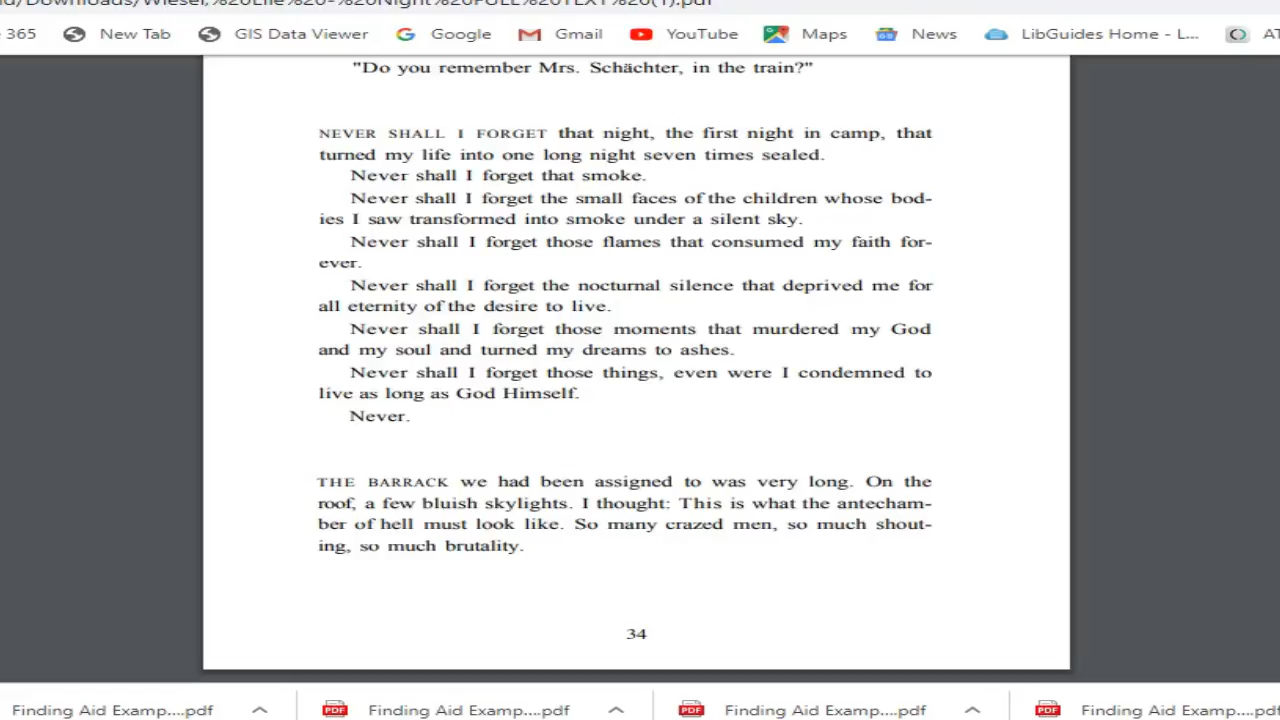 d/Downloads/Wiesel,%20Elie%20-%20Night%20FULL%20TEXT%20(1).pdf
365 New Tab GIS Data Viewer Google Gmail YouTube Maps News LibGuides Home - L... AT
"Do you remember Mrs. Schächter, in the train?"
NEVER SHALL I FORGET that night, the first night in camp, that
turned my life into one long night seven times sealed.
Never shall I forget that smoke.
Never shall I forget the small faces of the children whose bod-
ies I saw transformed into smoke under a silent sky.
Never shall I forget those flames that consumed my faith for-
ever.
Never shall I forget the nocturnal silence that deprived me for
all eternity of the desire to live.
Never shall I forget those moments that murdered my God
and my soul and turned my dreams to ashes.
Never shall I forget those things, even were I condemned to
live as long as God Himself.
Never.
THE BARRACK we had been assigned to was very long. On the
roof, a few bluish skylights. I thought: This is what the antecham-
ber of hell must look like. So many crazed men, so much shout-
ing, so much brutality.
34
Finding Aid Examp....pdf PDF Finding Aid Examp....pdf PDF Finding Aid Examp....pdf PDF Finding Aid Examp....pdf